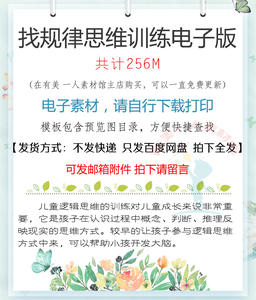 找规律思维训练电子版
共计256M
(在有美 一人素材馆主店购买，可以一直免费更新)
电子素材，请自行下载打印
模板包含预览图目录，方便快捷查找
【发货方式：不发快递 只发百度网盘 拍下全发】
可发邮箱附件 拍下请留言
儿童逻辑思维的训练对儿童成长来说非常重
要，它是孩子在认识过程中概念、判断、推理反
映现实的思维方式。较早的让孩子参与逻辑思维
方式中来，可以帮助小孩开发大脑。